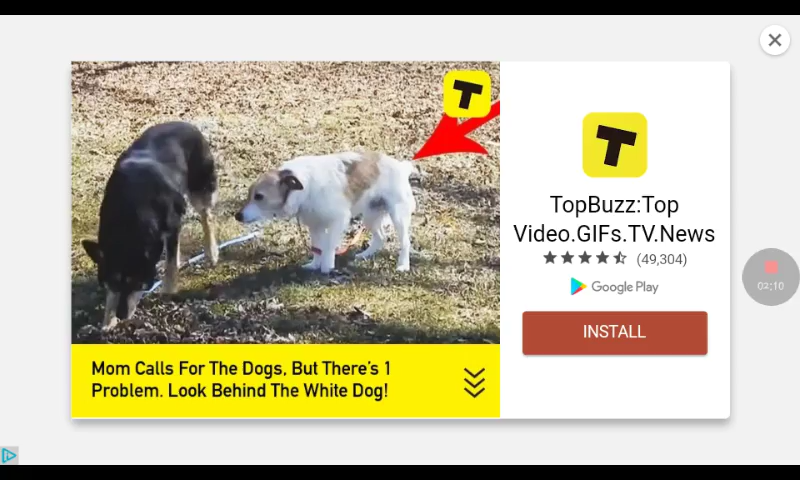 T
T
TopBuzz:Top
Video.GIFs.TV.News
(49,304)
Google Play
02:10
INSTALL
Mom Calls For The Dogs, But There's 1
Problem. Look Behind The White Dog!